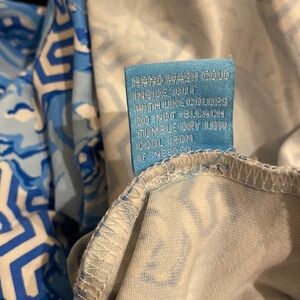 HAND WASH COLD
INSIDE OUT
WITH LIKE COLORS
DO NOT BLEACH
TUMBLE DRY LOW
COOL IRON
IF NEEDED